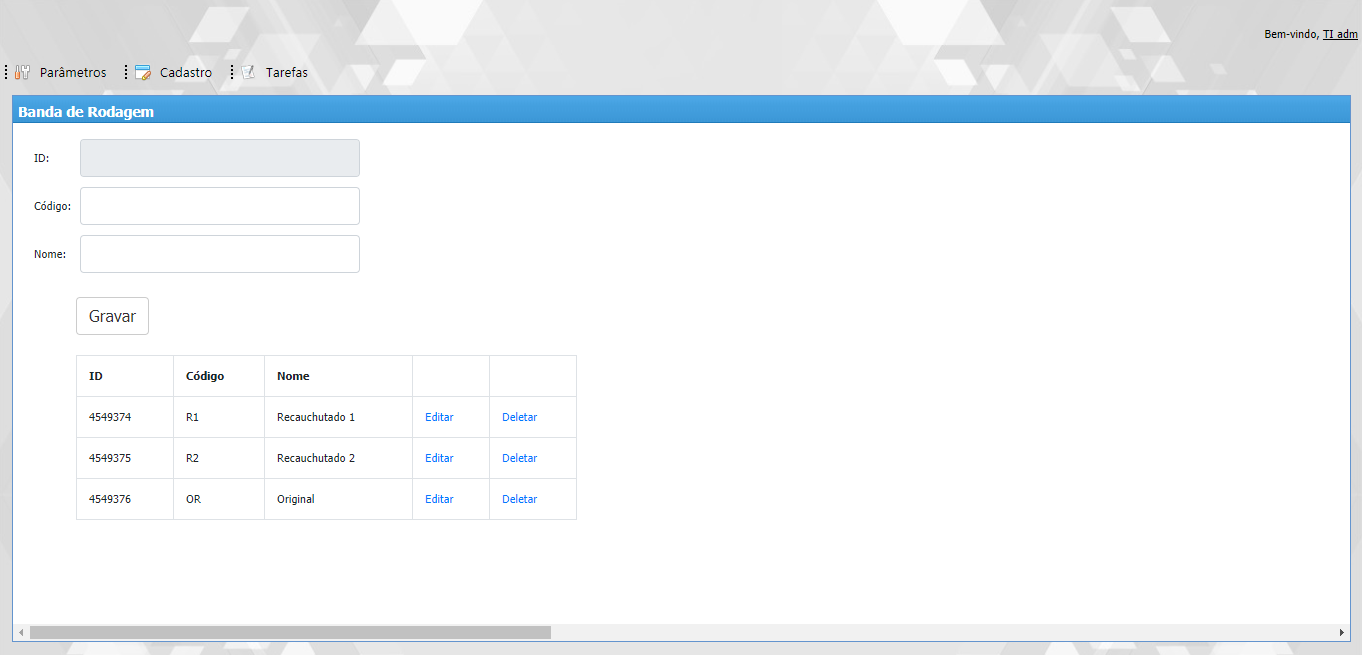 Bem-vindo, TI adm
Parâmetros Cadastro Tarefas
Banda de Rodagem
ID:
Código:
Nome:
Gravar
ID Código Nome
4549374 R1 Recauchutado 1 Editar Deletar
4549375 R2 Recauchutado 2 Editar Deletar
4549376 OR Original Editar Deletar